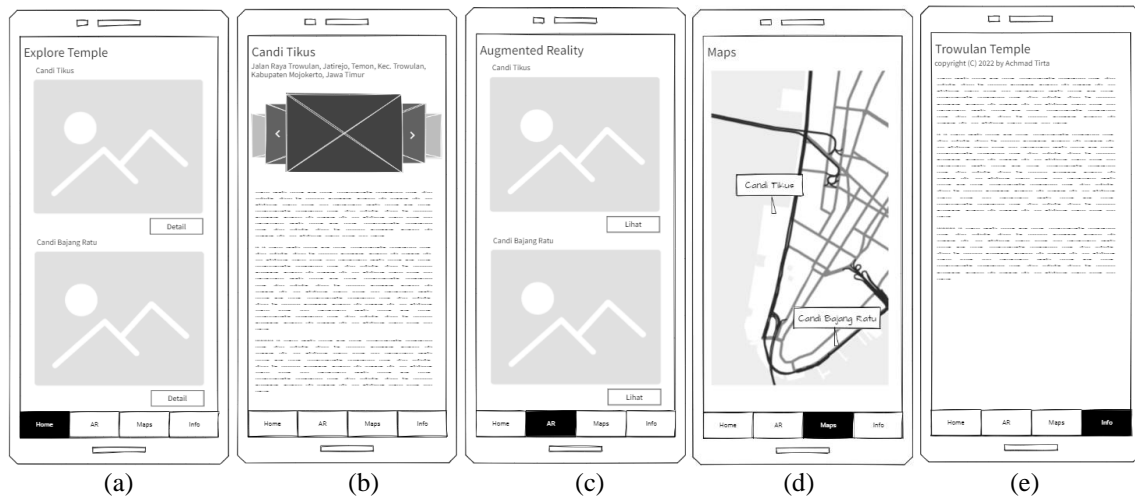 Explore Temple
Candi Tikus
Detail
Candi Bajang Ratu
Detail
Home AR Maps Info
(a)
Candi Tikus
Jalan Raya Trowulan, Jatirejo, Temon, Kec. Trowulan,
Kabupaten Mojokerto, Jawa Timur
Home AR Maps Info
(b)
Augmented Reality
Candi Tikus
Lihat
Candi Bajang Ratu
Lihat
Home AR Maps Info
(c)
Maps
Candi Tikus
Candi Bajang Ratu
Home AR Maps Info
(d)
Trowulan Temple
copyright (C) 2022 by Achmad Tirta
Home AR Maps Info
(e)